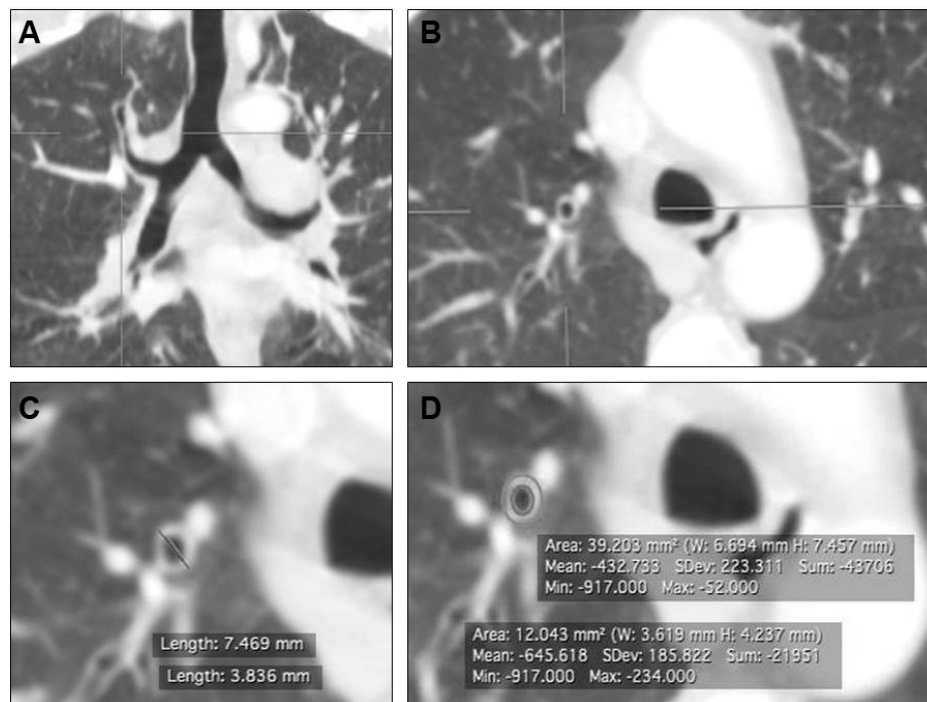 A
B
C
Length: 7.469 mm
Length: 3.836 mm
D
Area: 39.203 mm² (W: 6.694 mm H: 7.457 mm)
Mean: -432.733 SDev: 223.311 Sum: -43706
Min: -917.000 Max: -52.000
Area: 12.043 mm² (W: 3.619 mm H: 4.237 mm)
Mean: -645.618 SDev: 185.822 Sum: -21951
Min: -917.000 Max: -234.000